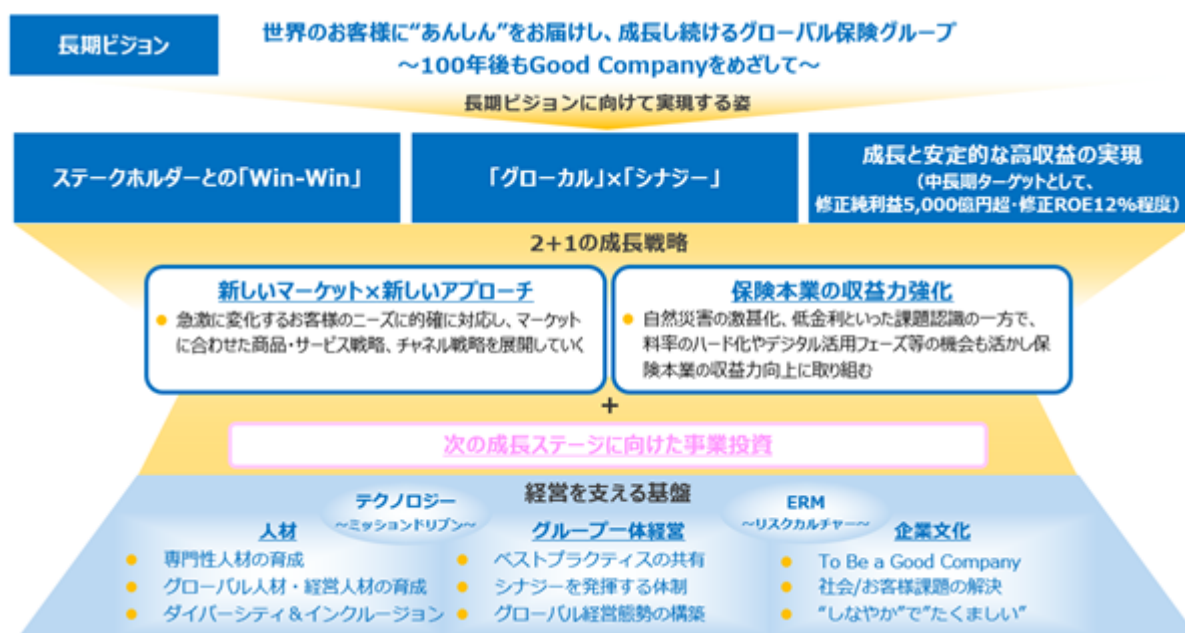 長期ビジョン
世界のお客様に“あんしん”をお届けし、成長し続けるグローバル保険グループ
～100年後もGood Companyをめざして～
長期ビジョンに向けて実現する姿
ステークホルダーとの「Win-Win」
「グローカル」×「シナジー」
成長と安定的な高収益の実現
（中長期ターゲットとして、
修正純利益5,000億円超・修正ROE12%程度）
2+1の成長戦略
新しいマーケット×新しいアプローチ
● 急激に変化するお客様のニーズに的確に対応し、マーケット
に合わせた商品・サービス戦略、チャネル戦略を展開していく
保険本業の収益力強化
● 自然災害の激甚化、低金利といった課題認識の一方で、
料率のハード化やデジタル活用フェーズ等の機会も活かし保
険本業の収益力向上に取り組む
+
次の成長ステージに向けた事業投資
経営を支える基盤
テクノロジー
～ミッションドリブン～
ERM
～リスクカルチャー～
人材
● 専門性人材の育成
● グローバル人材・経営人材の育成
● ダイバーシティ＆インクルージョン
グループ一体経営
● ベストプラクティスの共有
● シナジーを発揮する体制
● グローバル経営態勢の構築
企業文化
● To Be a Good Company
● 社会/お客様課題の解決
● “しなやか”で“たくましい”